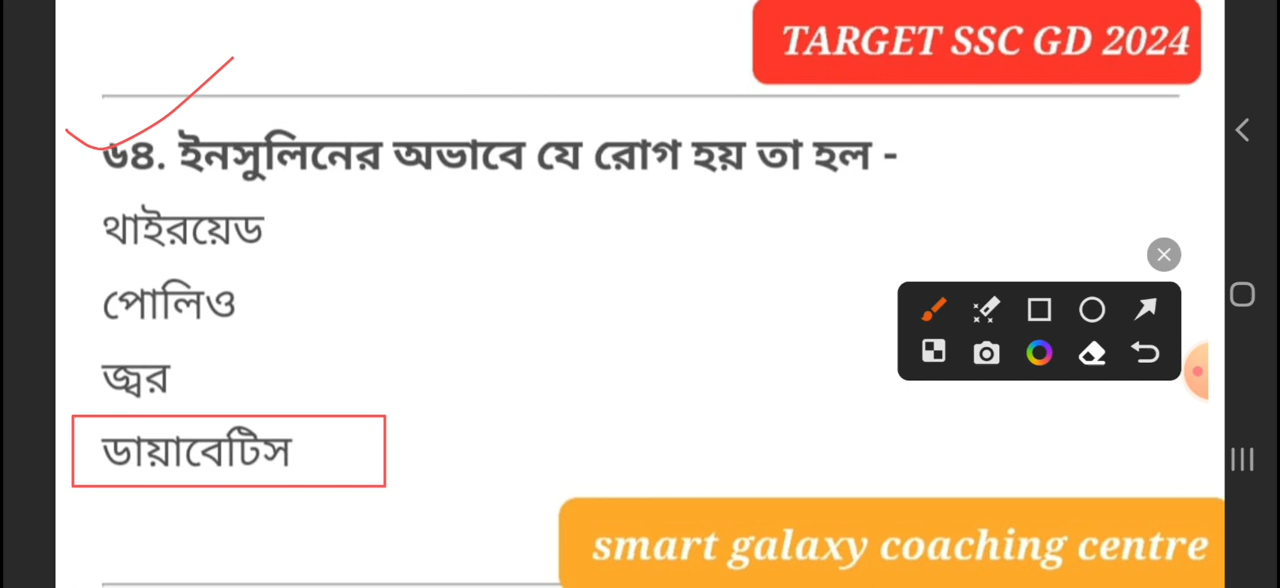 TARGET SSC GD 2024
৬৪. ইনসুলিনের অভাবে যে রোগ হয় তা হল -
থাইরয়েড
পোলিও
জ্বর
ডায়াবেটিস
smart galaxy coaching centre